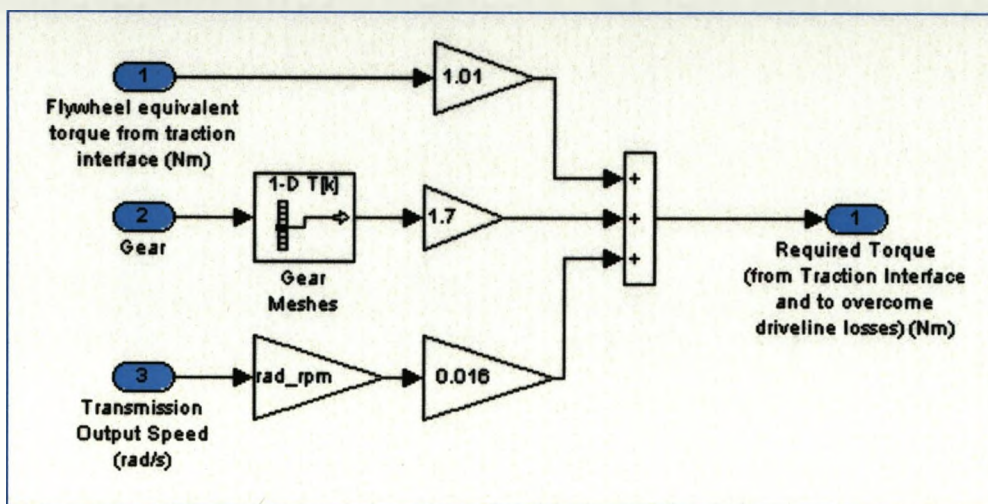 1
Flywheel equivalent
torque from traction
interface (Nm)
1.01
2
Gear
1-D T[k]
Gear
Meshes
1.7
3
Transmission
Output Speed
(rad/s)
rad_rpm
0.016
+
+
+
1
Required Torque
(from Traction Interface
and to overcome
driveline losses) (Nm)